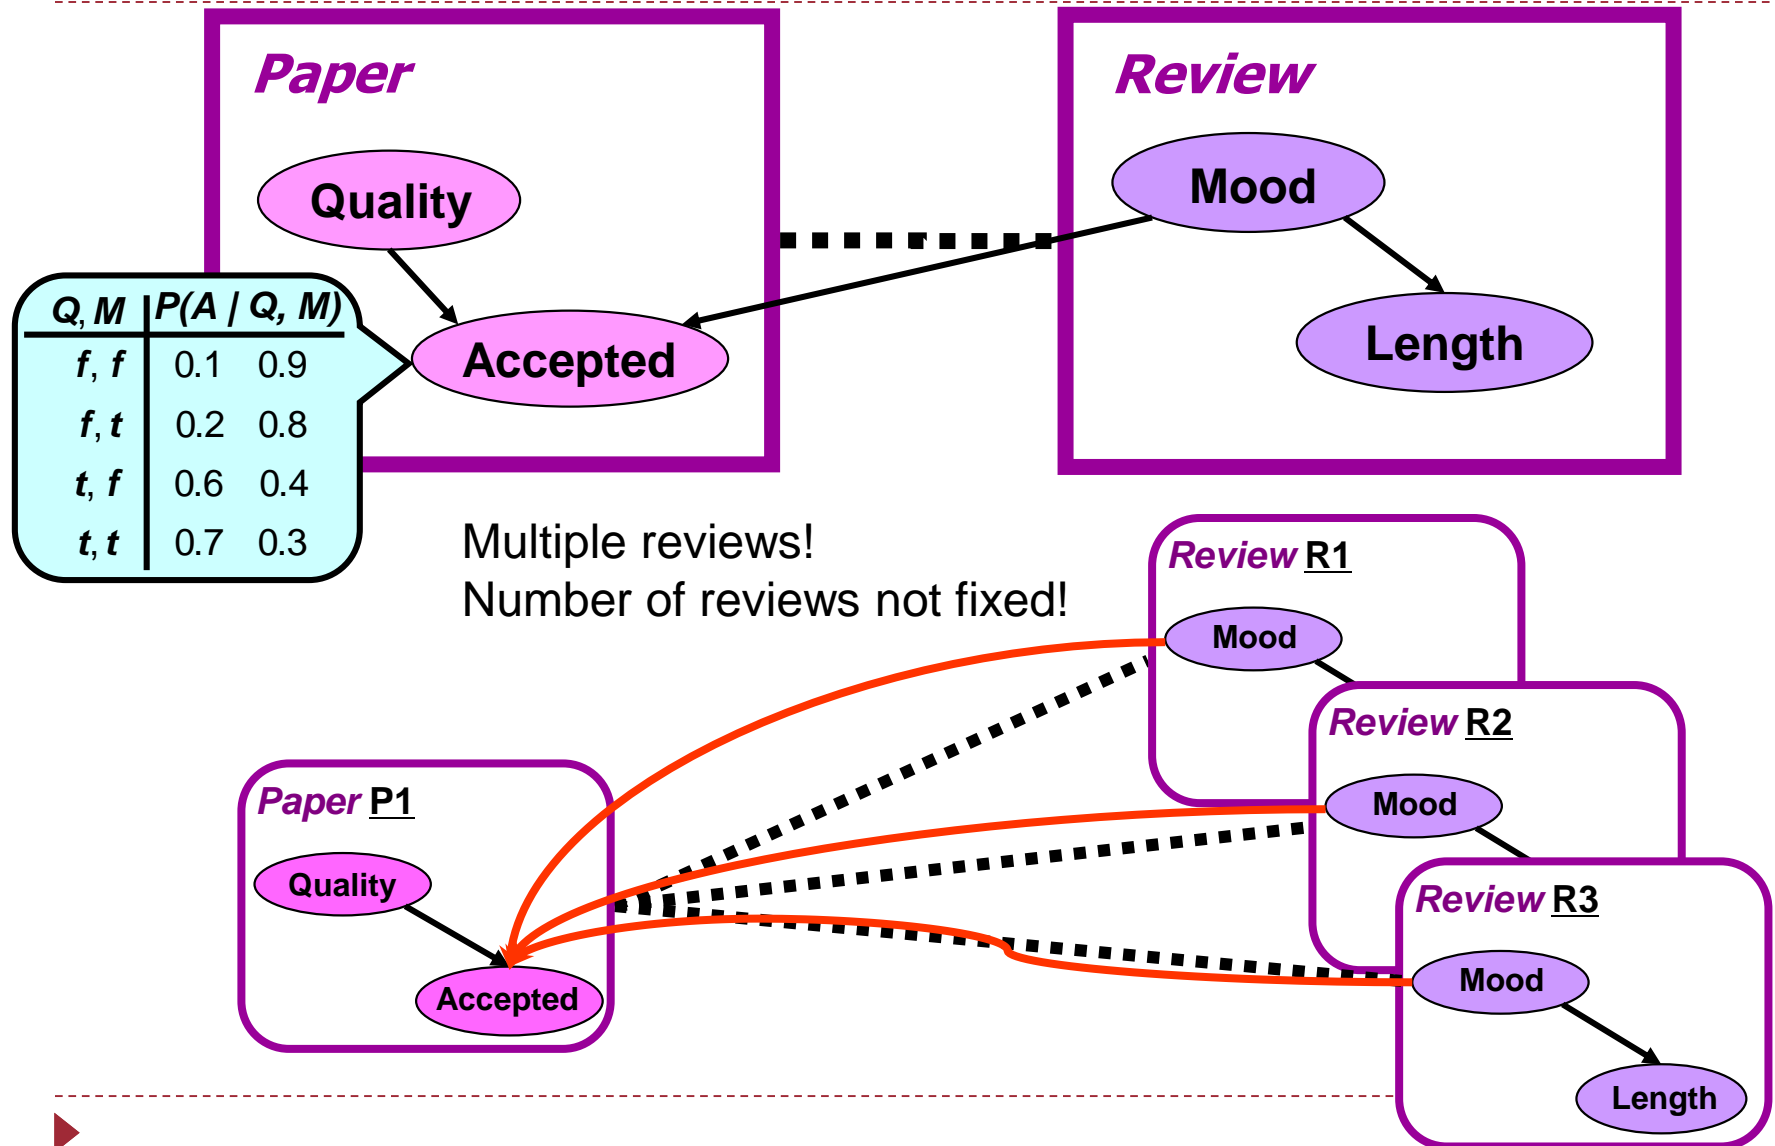 Paper
Review
Quality
Mood
Q, M P(A | Q, M)
f, f 0.1 0.9
f, t 0.2 0.8
t, f 0.6 0.4
t, t 0.7 0.3
Accepted
Length
Multiple reviews!
Number of reviews not fixed!
Review R1
Mood
Review R2
Mood
Paper P1
Quality
Accepted
Review R3
Mood
Length